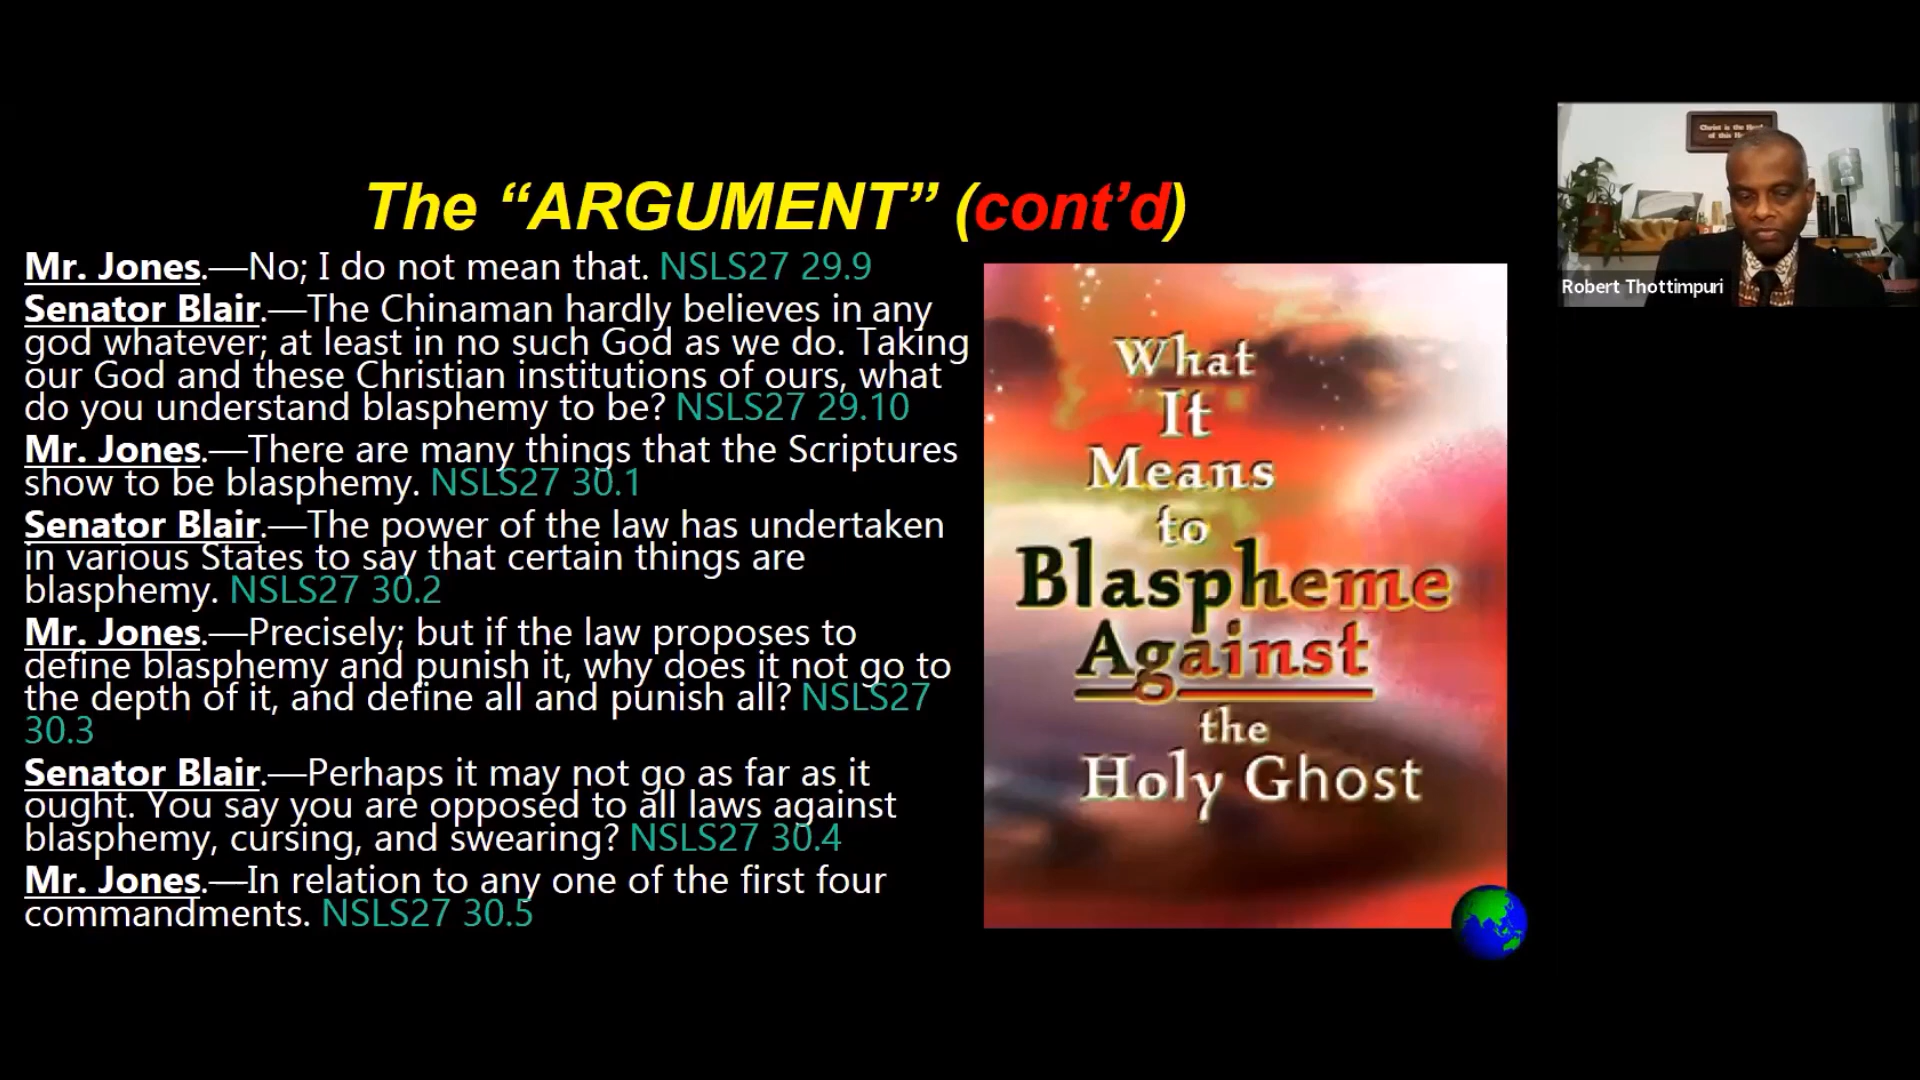 The “ARGUMENT” (cont’d)
Mr. Jones.—No; I do not mean that. NSLS27 29.9
Senator Blair.—The Chinaman hardly believes in any
god whatever; at least in no such God as we do. Taking
our God and these Christian institutions of ours, what
do you understand blasphemy to be? NSLS27 29.10
Mr. Jones.—There are many things that the Scriptures
show to be blasphemy. NSLS27 30.1
Senator Blair.—The power of the law has undertaken
in various States to say that certain things are
blasphemy. NSLS27 30.2
Mr. Jones.—Precisely; but if the law proposes to
define blasphemy and punish it, why does it not go to
the depth of it, and define all and punish all? NSLS27
30.3
Senator Blair.—Perhaps it may not go as far as it
ought. You say you are opposed to all laws against
blasphemy, cursing, and swearing? NSLS27 30.4
Mr. Jones.—In relation to any one of the first four
commandments. NSLS27 30.5
What
It
Means
to
Blaspheme
Against
the
Holy Ghost
Christ is the Head
of this
Robert Thottimpuri